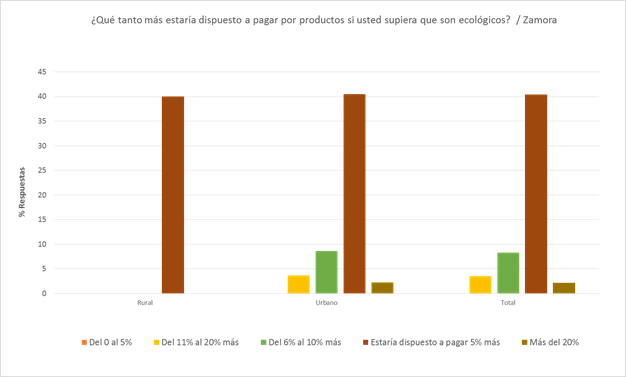 ¿Qué tanto más estaría dispuesto a pagar por productos si usted supiera que son ecológicos? / Zamora
45
40
35
30
25
20
15
10
5
0
% Respuestas
Rural
Urbano
Total
Del 0 al 5%
Del 11% al 20% más
Del 6% al 10% más
Estaría dispuesto a pagar 5% más
Más del 20%